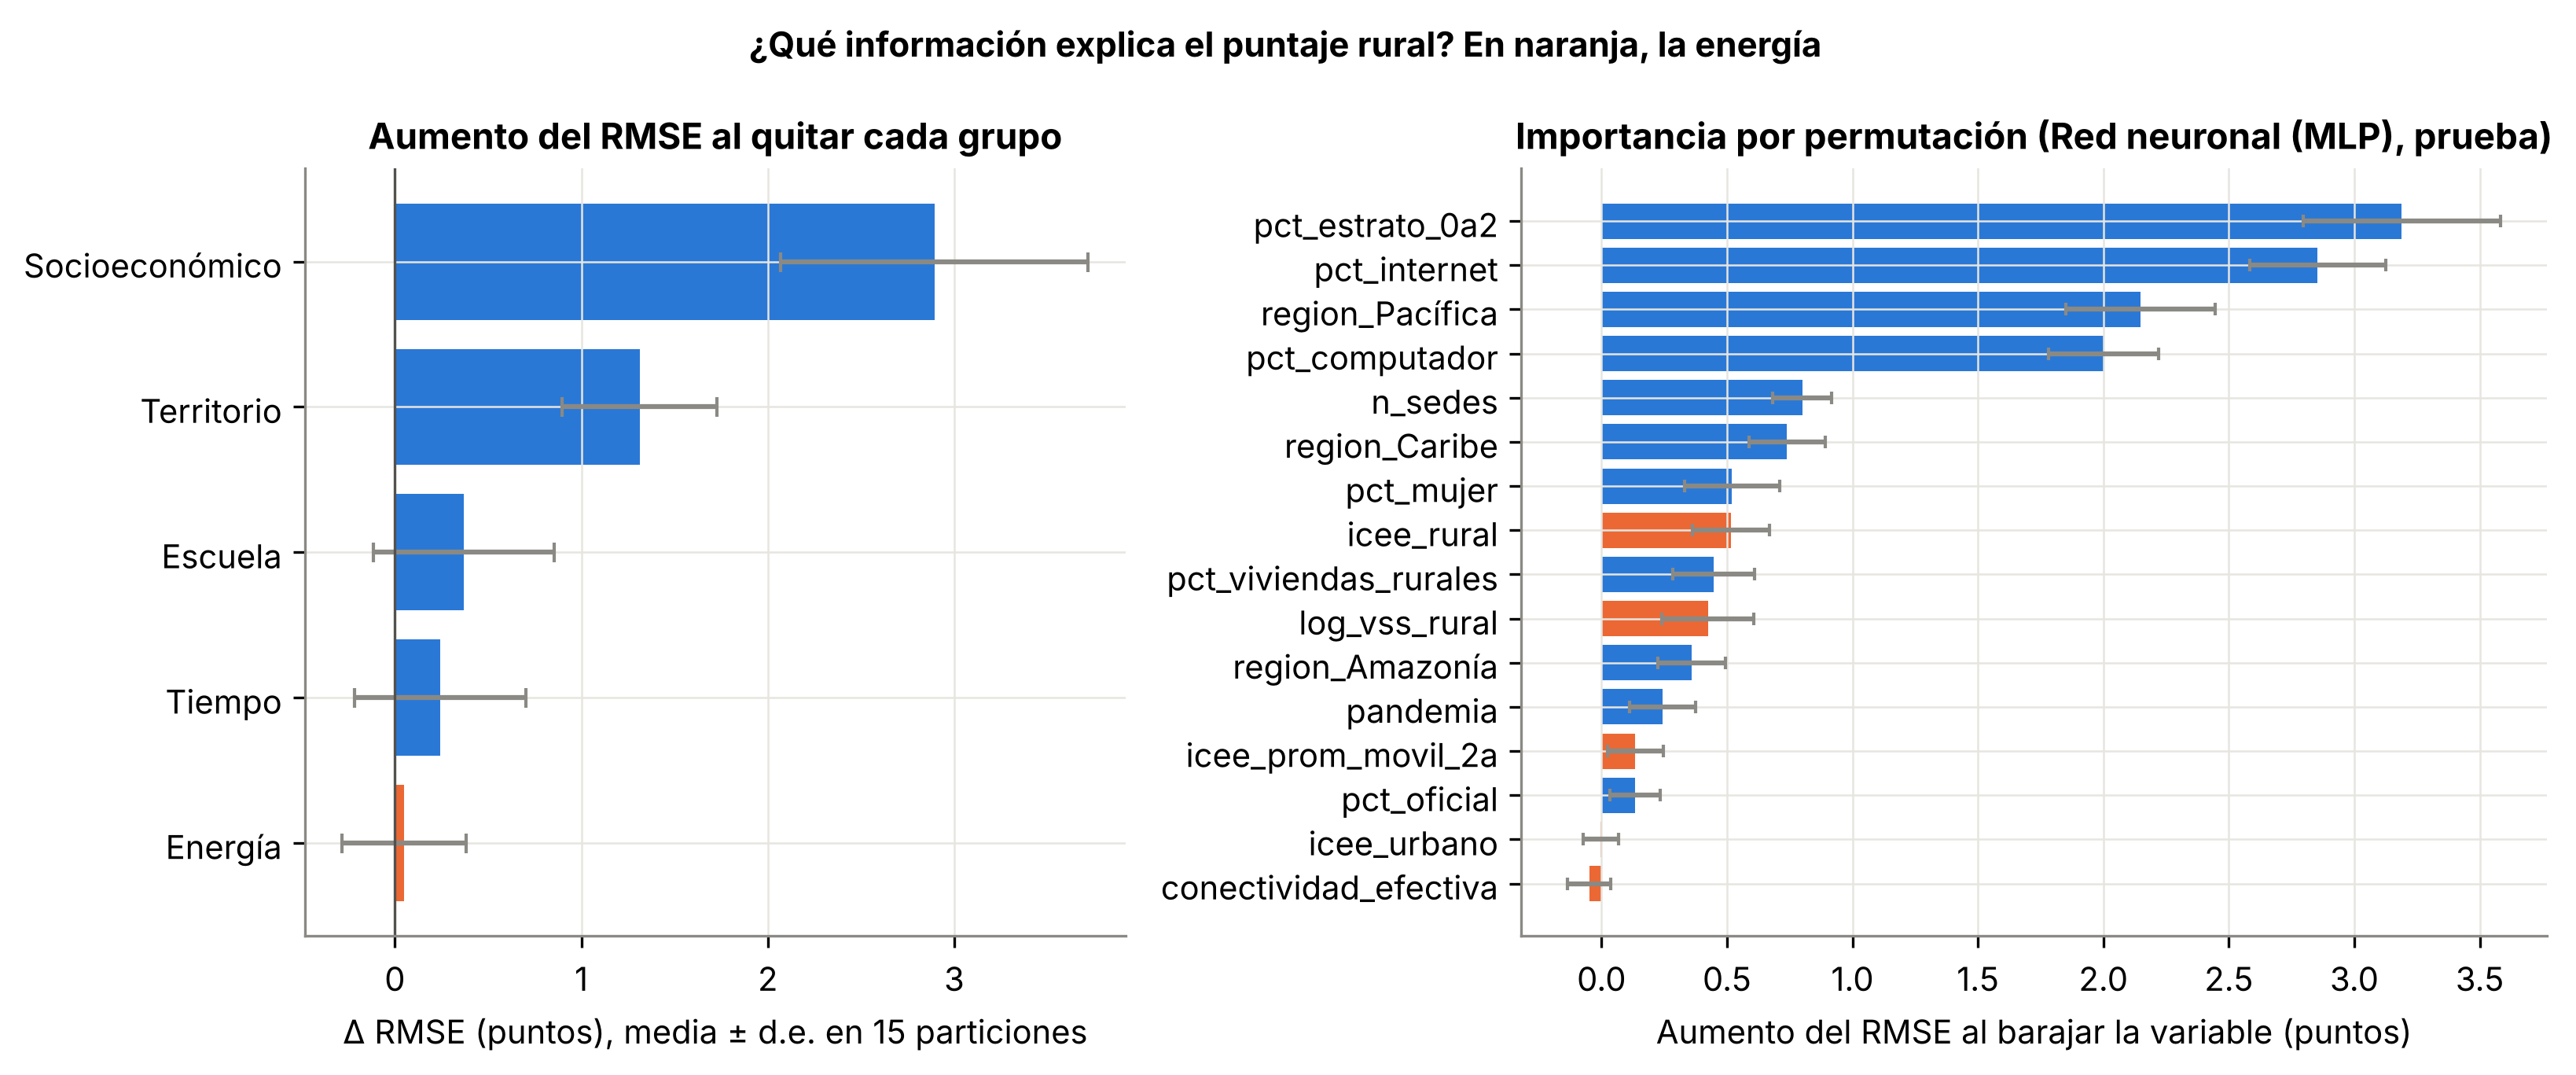 ¿Qué información explica el puntaje rural? En naranja, la energía
Aumento del RMSE al quitar cada grupo
Socioeconómico
Territorio
Escuela
Tiempo
Energía
0 1 2 3
Δ RMSE (puntos), media ± d.e. en 15 particiones
Importancia por permutación (Red neuronal (MLP), prueba)
pct_estrato_0a2
pct_internet
region_Pacífica
pct_computador
n_sedes
region_Caribe
pct_mujer
icee_rural
pct_viviendas_rurales
log_vss_rural
region_Amazonía
pandemia
icee_prom_movil_2a
pct_oficial
icee_urbano
conectividad_efectiva
0.0 0.5 1.0 1.5 2.0 2.5 3.0 3.5
Aumento del RMSE al barajar la variable (puntos)